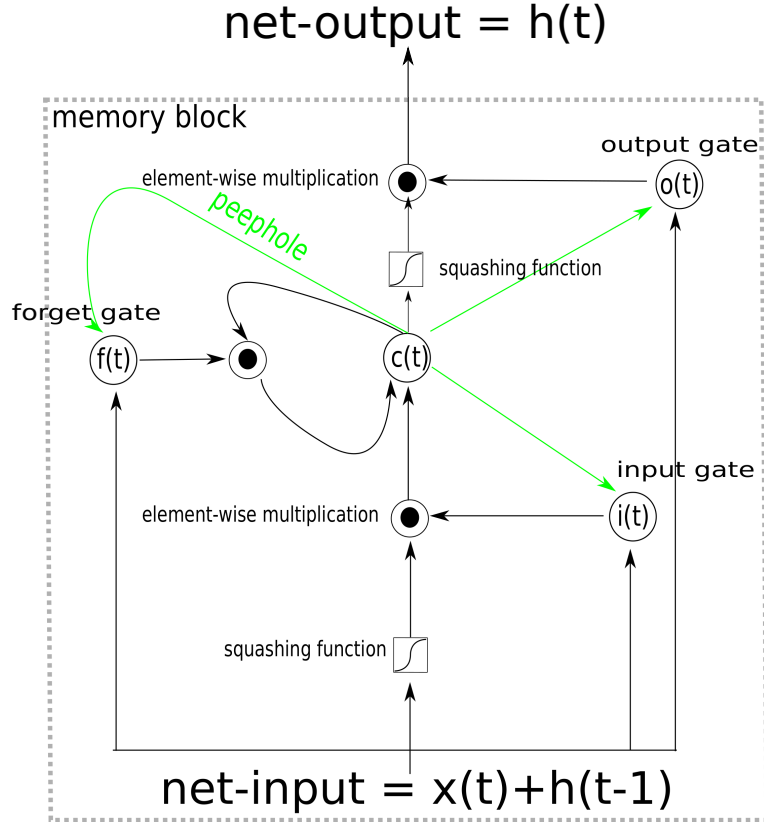 net-output = h(t)
memory block
output gate
element-wise multiplication
o(t)
peephole
squashing function
forget gate
f(t)
c(t)
input gate
element-wise multiplication
i(t)
squashing function
net-input = x(t)+h(t-1)